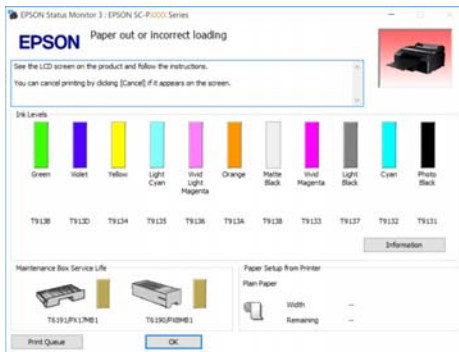 EPSON Status Monitor 3 : EPSON SC-PXXXX Series
EPSON
Paper out or incorrect loading
See the LCD screen on the product and follow the instructions.
You can cancel printing by clicking [Cancel] if it appears on the screen.
Ink Levels
Green Violet Yellow Light Cyan Vivid Light Magenta Orange Matte Black Vivid Magenta Light Black Cyan Photo Black
T913B T913D T9134 T9135 T9136 T913A T9138 T9133 T9137 T9132 T9131
Information
Maintenance Box Service Life
T6191/PX17MB1 T6190/PXBMB1
Paper Setup from Printer
Plain Paper
Width --
Remaining --
Print Queue
OK